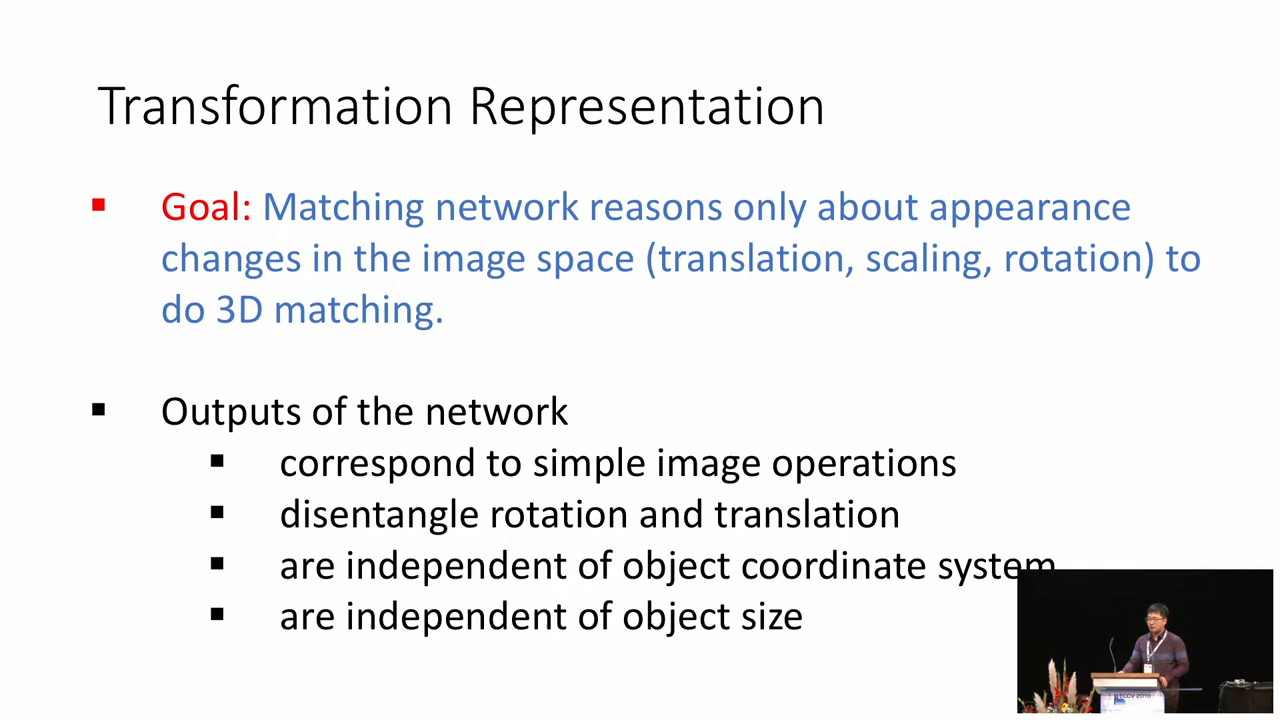 Transformation Representation
Goal: Matching network reasons only about appearance
changes in the image space (translation, scaling, rotation) to
do 3D matching.
Outputs of the network
correspond to simple image operations
disentangle rotation and translation
are independent of object coordinate system
are independent of object size
ECCV 2018